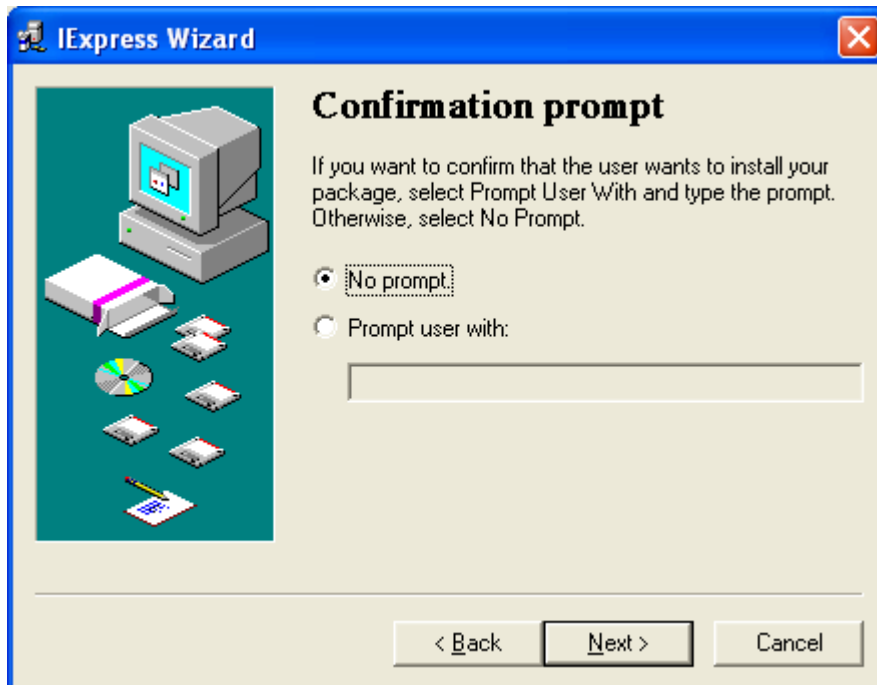 IExpress Wizard
Confirmation prompt
If you want to confirm that the user wants to install your
package, select Prompt User With and type the prompt.
Otherwise, select No Prompt.
No prompt.
Prompt user with:
< Back Next > Cancel